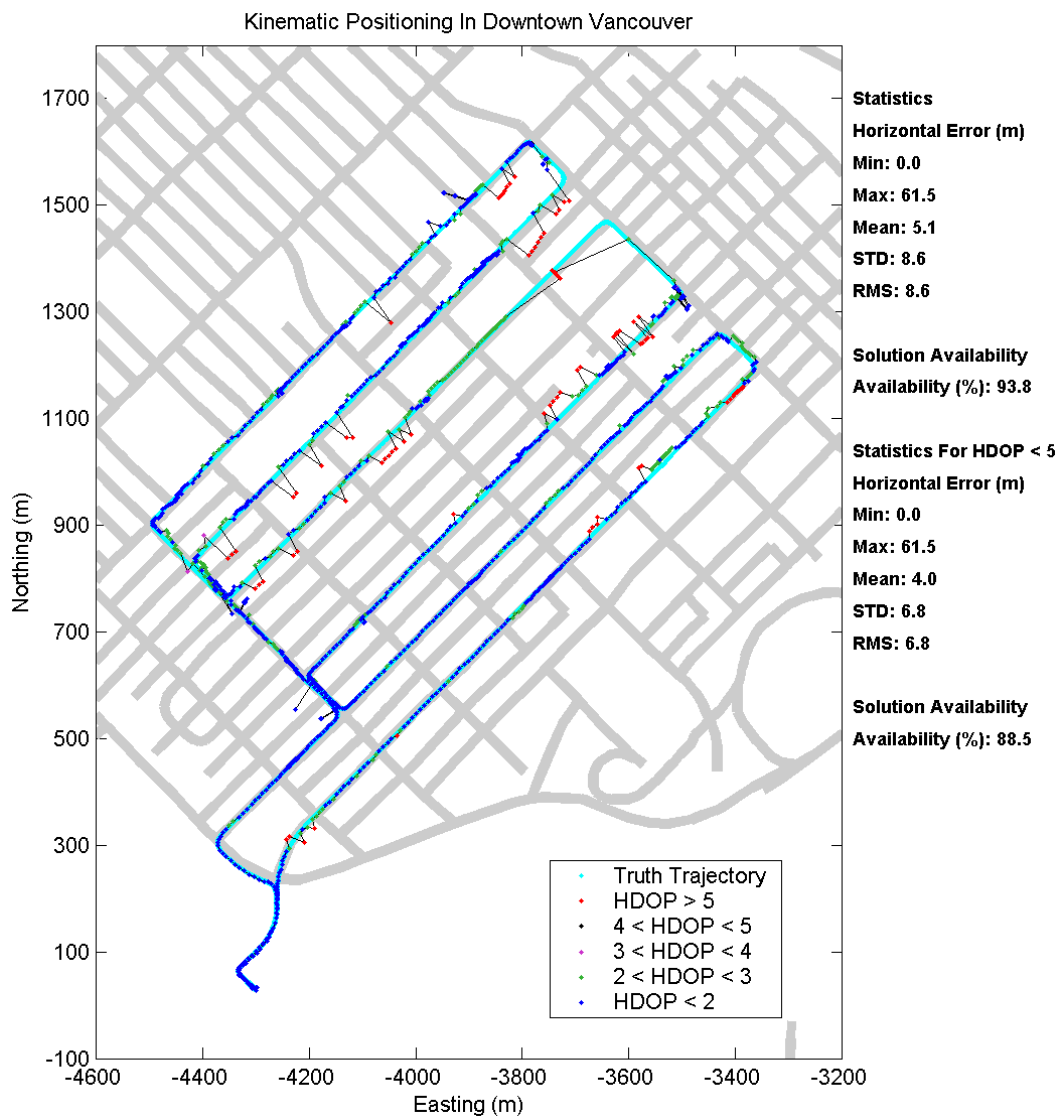 Kinematic Positioning In Downtown Vancouver
1700
1500
1300
1100
900
700
500
300
100
-100
Northing (m)
-4600
-4400
-4200
-4000
-3800
-3600
-3400
-3200
Easting (m)
Truth Trajectory
HDOP > 5
4 < HDOP < 5
3 < HDOP < 4
2 < HDOP < 3
HDOP < 2
Statistics
Horizontal Error (m)
Min: 0.0
Max: 61.5
Mean: 5.1
STD: 8.6
RMS: 8.6
Solution Availability
Availability (%): 93.8
Statistics For HDOP < 5
Horizontal Error (m)
Min: 0.0
Max: 61.5
Mean: 4.0
STD: 6.8
RMS: 6.8
Solution Availability
Availability (%): 88.5